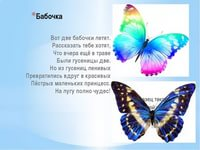 Бабочка
Вот две бабочки летят.
Рассказать тебе хотят,
Что вчера ещё в траве
Были гусеницы две.
Но из гусениц ленивых
Превратились вдруг в красивых
Пёстрых маленьких принцесс.
На лугу полно чудес!